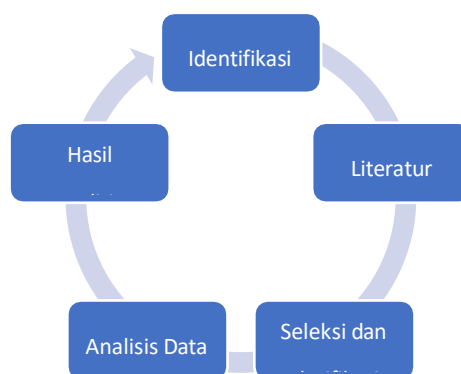 Identifikasi
Literatur
Seleksi dan
Analisis Data
Hasil